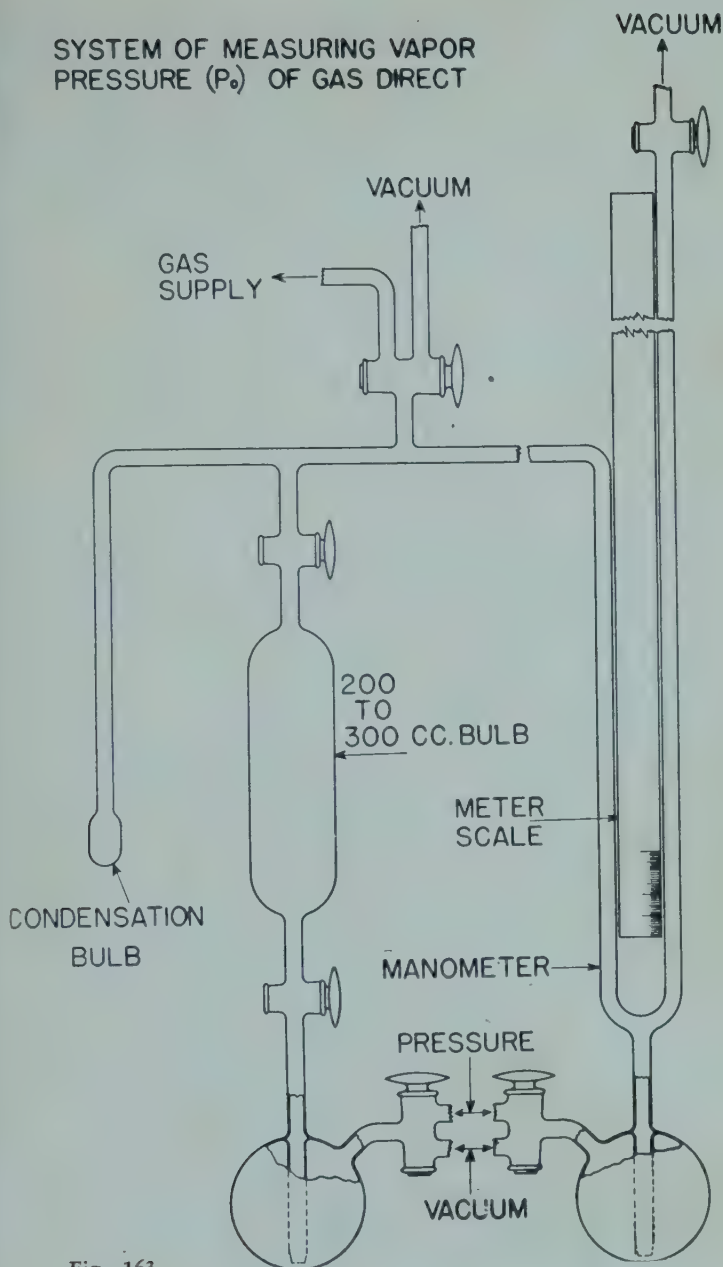 SYSTEM OF MEASURING VAPOR
PRESSURE (Po) OF GAS DIRECT
VACUUM
VACUUM
GAS
SUPPLY
200
TO
300 CC. BULB
METER
SCALE
CONDENSATION
BULB
MANOMETER
PRESSURE
VACUUM